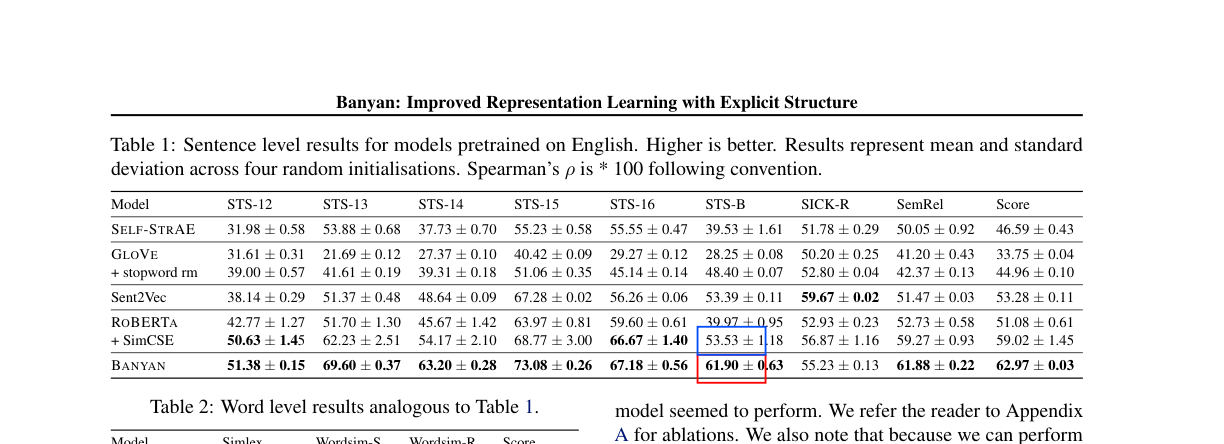 Banyan: Improved Representation Learning with Explicit Structure
Table 1: Sentence level results for models pretrained on English. Higher is better. Results represent mean and standard
deviation across four random initialisations. Spearman's ρ is * 100 following convention.
Model STS-12 STS-13 STS-14 STS-15 STS-16 STS-B SICK-R SemRel Score
SELF-STRAE 31.98 ± 0.58 53.88 ± 0.68 37.73 ± 0.70 55.23 ± 0.58 55.55 ± 0.47 39.53 ± 1.61 51.78 ± 0.29 50.05 ± 0.92 46.59 ± 0.43
GLOVE 31.61 ± 0.31 21.69 ± 0.12 27.37 ± 0.10 40.42 ± 0.09 29.27 ± 0.12 28.25 ± 0.08 50.20 ± 0.25 41.20 ± 0.43 33.75 ± 0.04
+ stopword rm 39.00 ± 0.57 41.61 ± 0.19 39.31 ± 0.18 51.06 ± 0.35 45.14 ± 0.14 48.40 ± 0.07 52.80 ± 0.04 42.37 ± 0.13 44.96 ± 0.10
Sent2Vec 38.14 ± 0.29 51.37 ± 0.48 48.64 ± 0.09 67.28 ± 0.02 56.26 ± 0.06 53.39 ± 0.11 59.67 ± 0.02 51.47 ± 0.03 53.28 ± 0.11
ROBERTA 42.77 ± 1.27 51.70 ± 1.30 45.67 ± 1.42 63.97 ± 0.81 59.60 ± 0.61 39.97 ± 0.95 52.93 ± 0.23 52.73 ± 0.58 51.08 ± 0.61
+ SimCSE 50.63 ± 1.45 62.23 ± 2.51 54.17 ± 2.10 68.77 ± 3.00 66.67 ± 1.40 53.53 ± 1.18 56.87 ± 1.16 59.27 ± 0.93 59.02 ± 1.45
BANYAN 51.38 ± 0.15 69.60 ± 0.37 63.20 ± 0.28 73.08 ± 0.26 67.18 ± 0.56 61.90 ± 0.63 55.23 ± 0.13 61.88 ± 0.22 62.97 ± 0.03
Table 2: Word level results analogous to Table 1.
Model Simlex Wordsim-S Wordsim-R Score
model seemed to perform. We refer the reader to Appendix
A for ablations. We also note that because we can perform